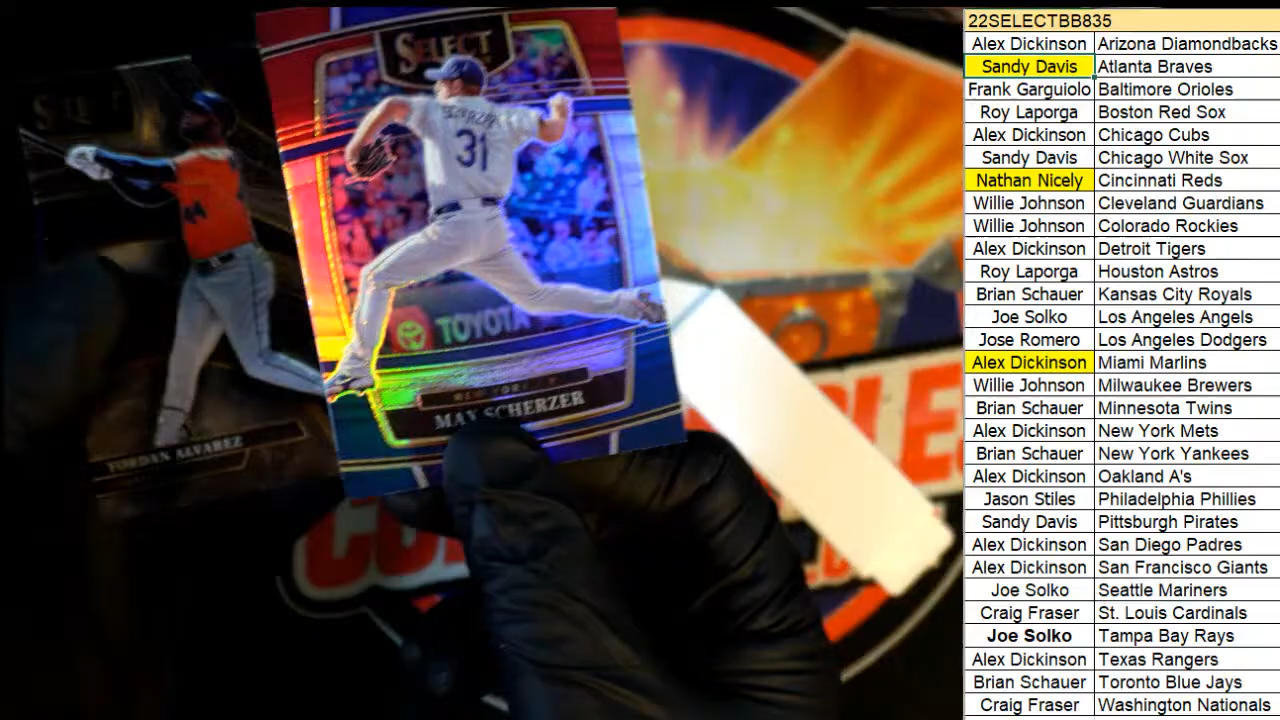 SELECT
SCHERZER
31
TOYOTA
NEW YORK
MAX SCHERZER
44
YORDAN ALVAREZ
22SELECTBB835
Alex Dickinson Arizona Diamondbacks
Sandy Davis Atlanta Braves
Frank Garguiolo Baltimore Orioles
Roy Laporga Boston Red Sox
Alex Dickinson Chicago Cubs
Sandy Davis Chicago White Sox
Nathan Nicely Cincinnati Reds
Willie Johnson Cleveland Guardians
Willie Johnson Colorado Rockies
Alex Dickinson Detroit Tigers
Roy Laporga Houston Astros
Brian Schauer Kansas City Royals
Joe Solko Los Angeles Angels
Jose Romero Los Angeles Dodgers
Alex Dickinson Miami Marlins
Willie Johnson Milwaukee Brewers
Brian Schauer Minnesota Twins
Alex Dickinson New York Mets
Brian Schauer New York Yankees
Alex Dickinson Oakland A's
Jason Stiles Philadelphia Phillies
Sandy Davis Pittsburgh Pirates
Alex Dickinson San Diego Padres
Alex Dickinson San Francisco Giants
Joe Solko Seattle Mariners
Craig Fraser St. Louis Cardinals
Joe Solko Tampa Bay Rays
Alex Dickinson Texas Rangers
Brian Schauer Toronto Blue Jays
Craig Fraser Washington Nationals